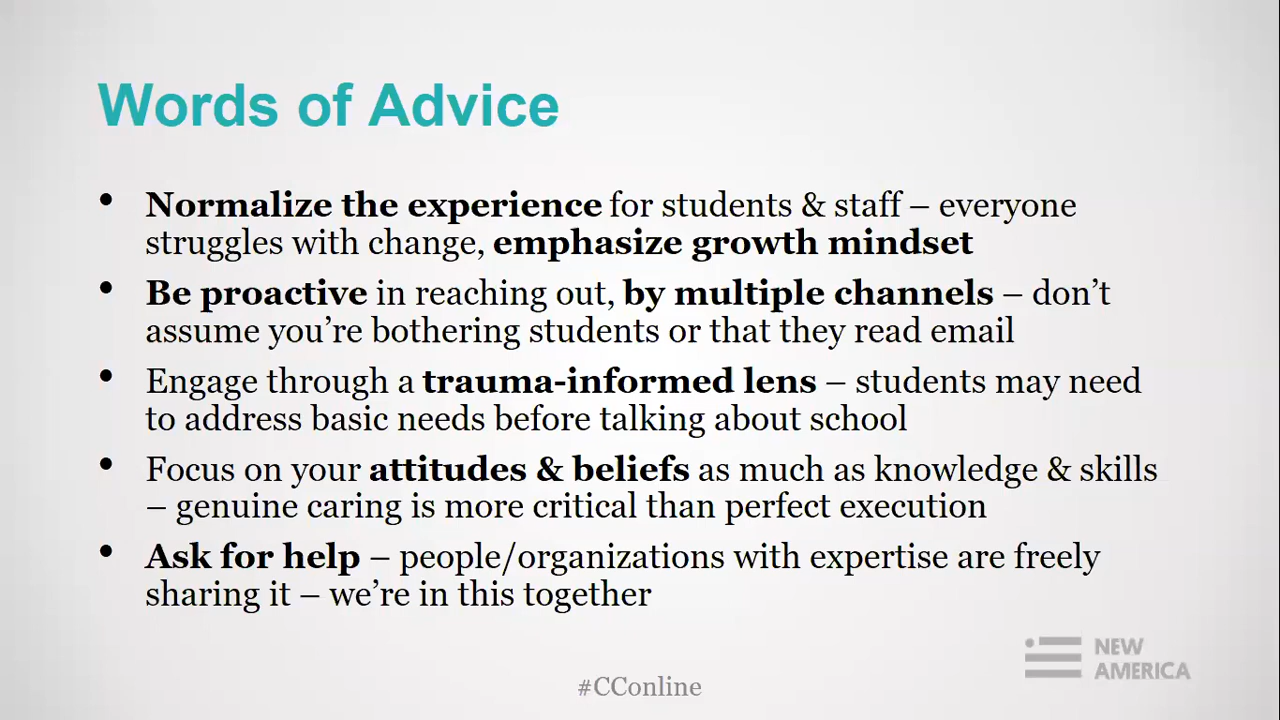 Words of Advice
• Normalize the experience for students & staff – everyone
struggles with change, emphasize growth mindset
• Be proactive in reaching out, by multiple channels – don’t
assume you’re bothering students or that they read email
• Engage through a trauma-informed lens – students may need
to address basic needs before talking about school
• Focus on your attitudes & beliefs as much as knowledge & skills
– genuine caring is more critical than perfect execution
• Ask for help – people/organizations with expertise are freely
sharing it – we’re in this together
NEW
AMERICA
#CConline